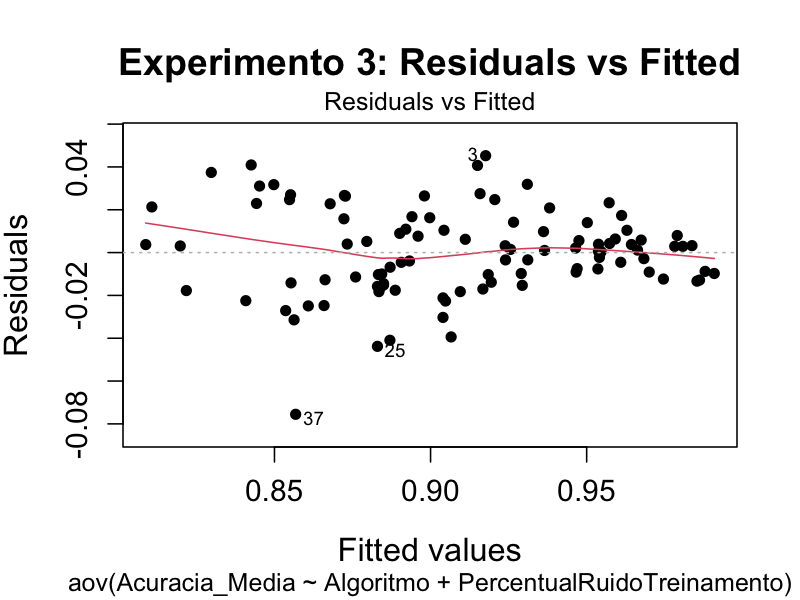 Experimento 3: Residuals vs Fitted
Residuals vs Fitted
Residuals
0.04
-0.02
-0.08
3
25
37
0.85
0.90
0.95
Fitted values
aov(Acuracia_Media ~ Algoritmo + PercentualRuidoTreinamento)